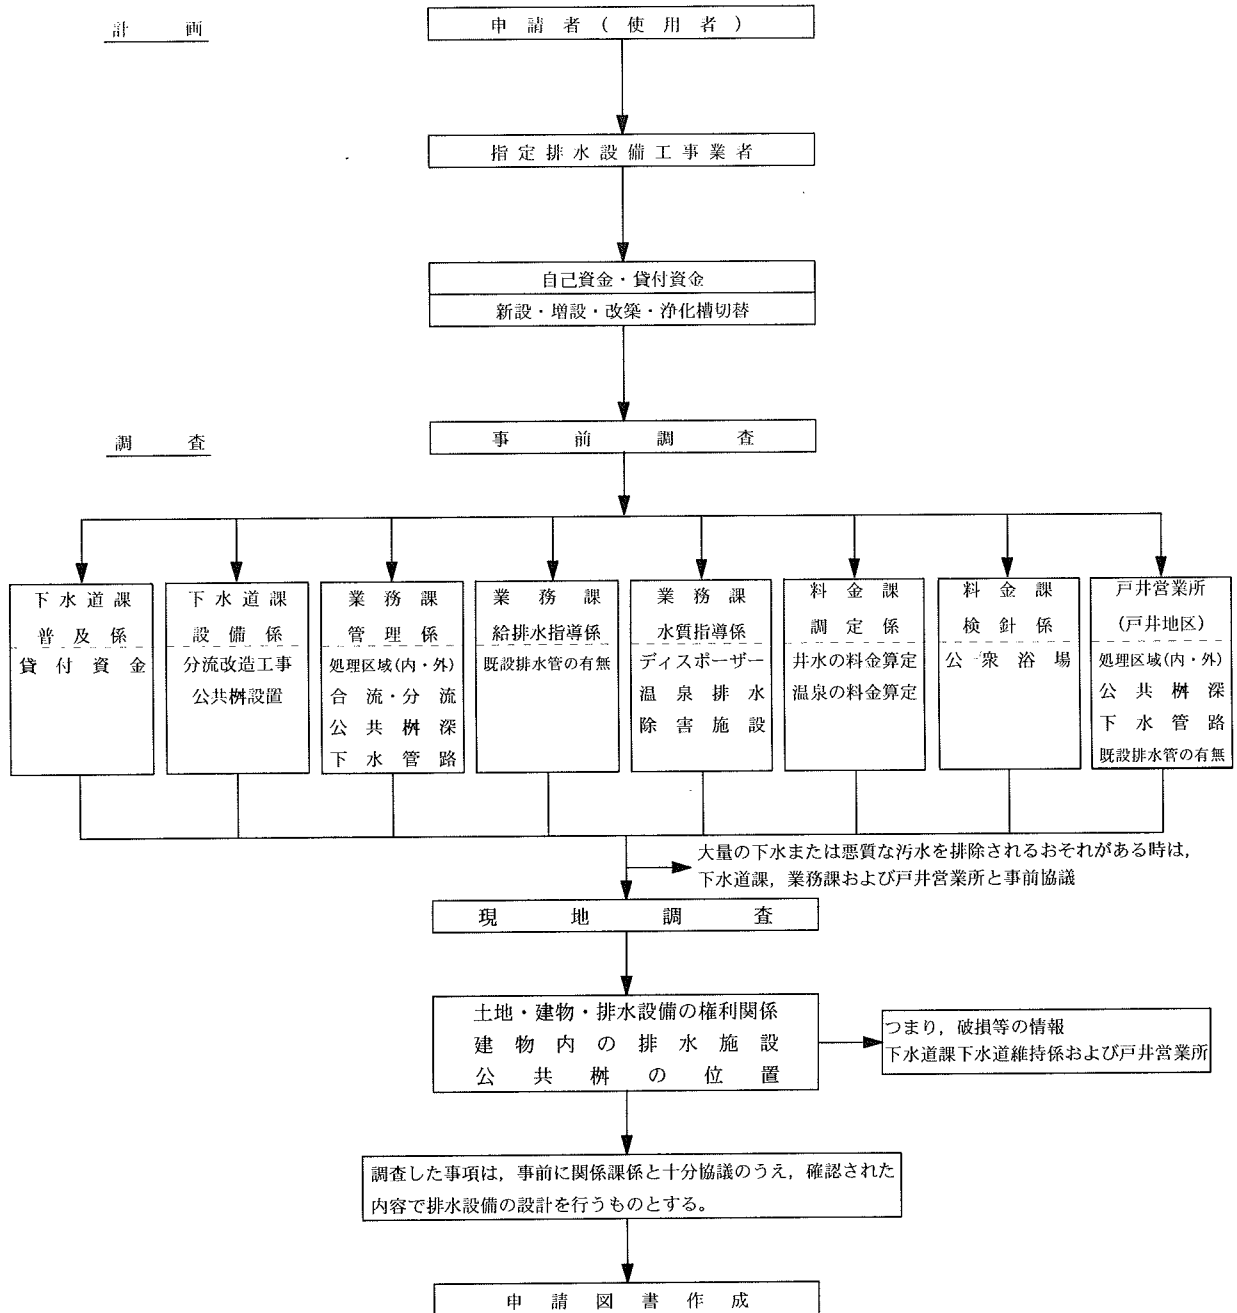 計画
申請者(使用者)
指定排水設備工事業者
自己資金・貸付資金
新設・増設・改築・浄化槽切替
調査
事前調査
下水道課
普及係
貸付資金
下水道課
設備係
分流改造工事
公共桝設置
業務課
管理係
処理区域(内・外)
合流・分流
公共桝深
下水管路
業務課
給排水指導係
既設排水管の有無
業務課
水質指導係
ディスポーザー
温泉排水
除害施設
料金課
調定係
井水の料金算定
温泉の料金算定
料金課
検針係
公衆浴場
戸井営業所
(戸井地区)
処理区域(内・外)
公共桝深
下水管路
既設排水管の有無
大量の下水または悪質な汚水を排除されるおそれがある時は,
下水道課,業務課および戸井営業所と事前協議
現地調査
土地・建物・排水設備の権利関係
建物内の排水施設
公共桝の位置
つまり,破損等の情報
下水道課下水道維持係および戸井営業所
調査した事項は,事前に関係課係と十分協議のうえ,確認された
内容で排水設備の設計を行うものとする。
申請図書作成